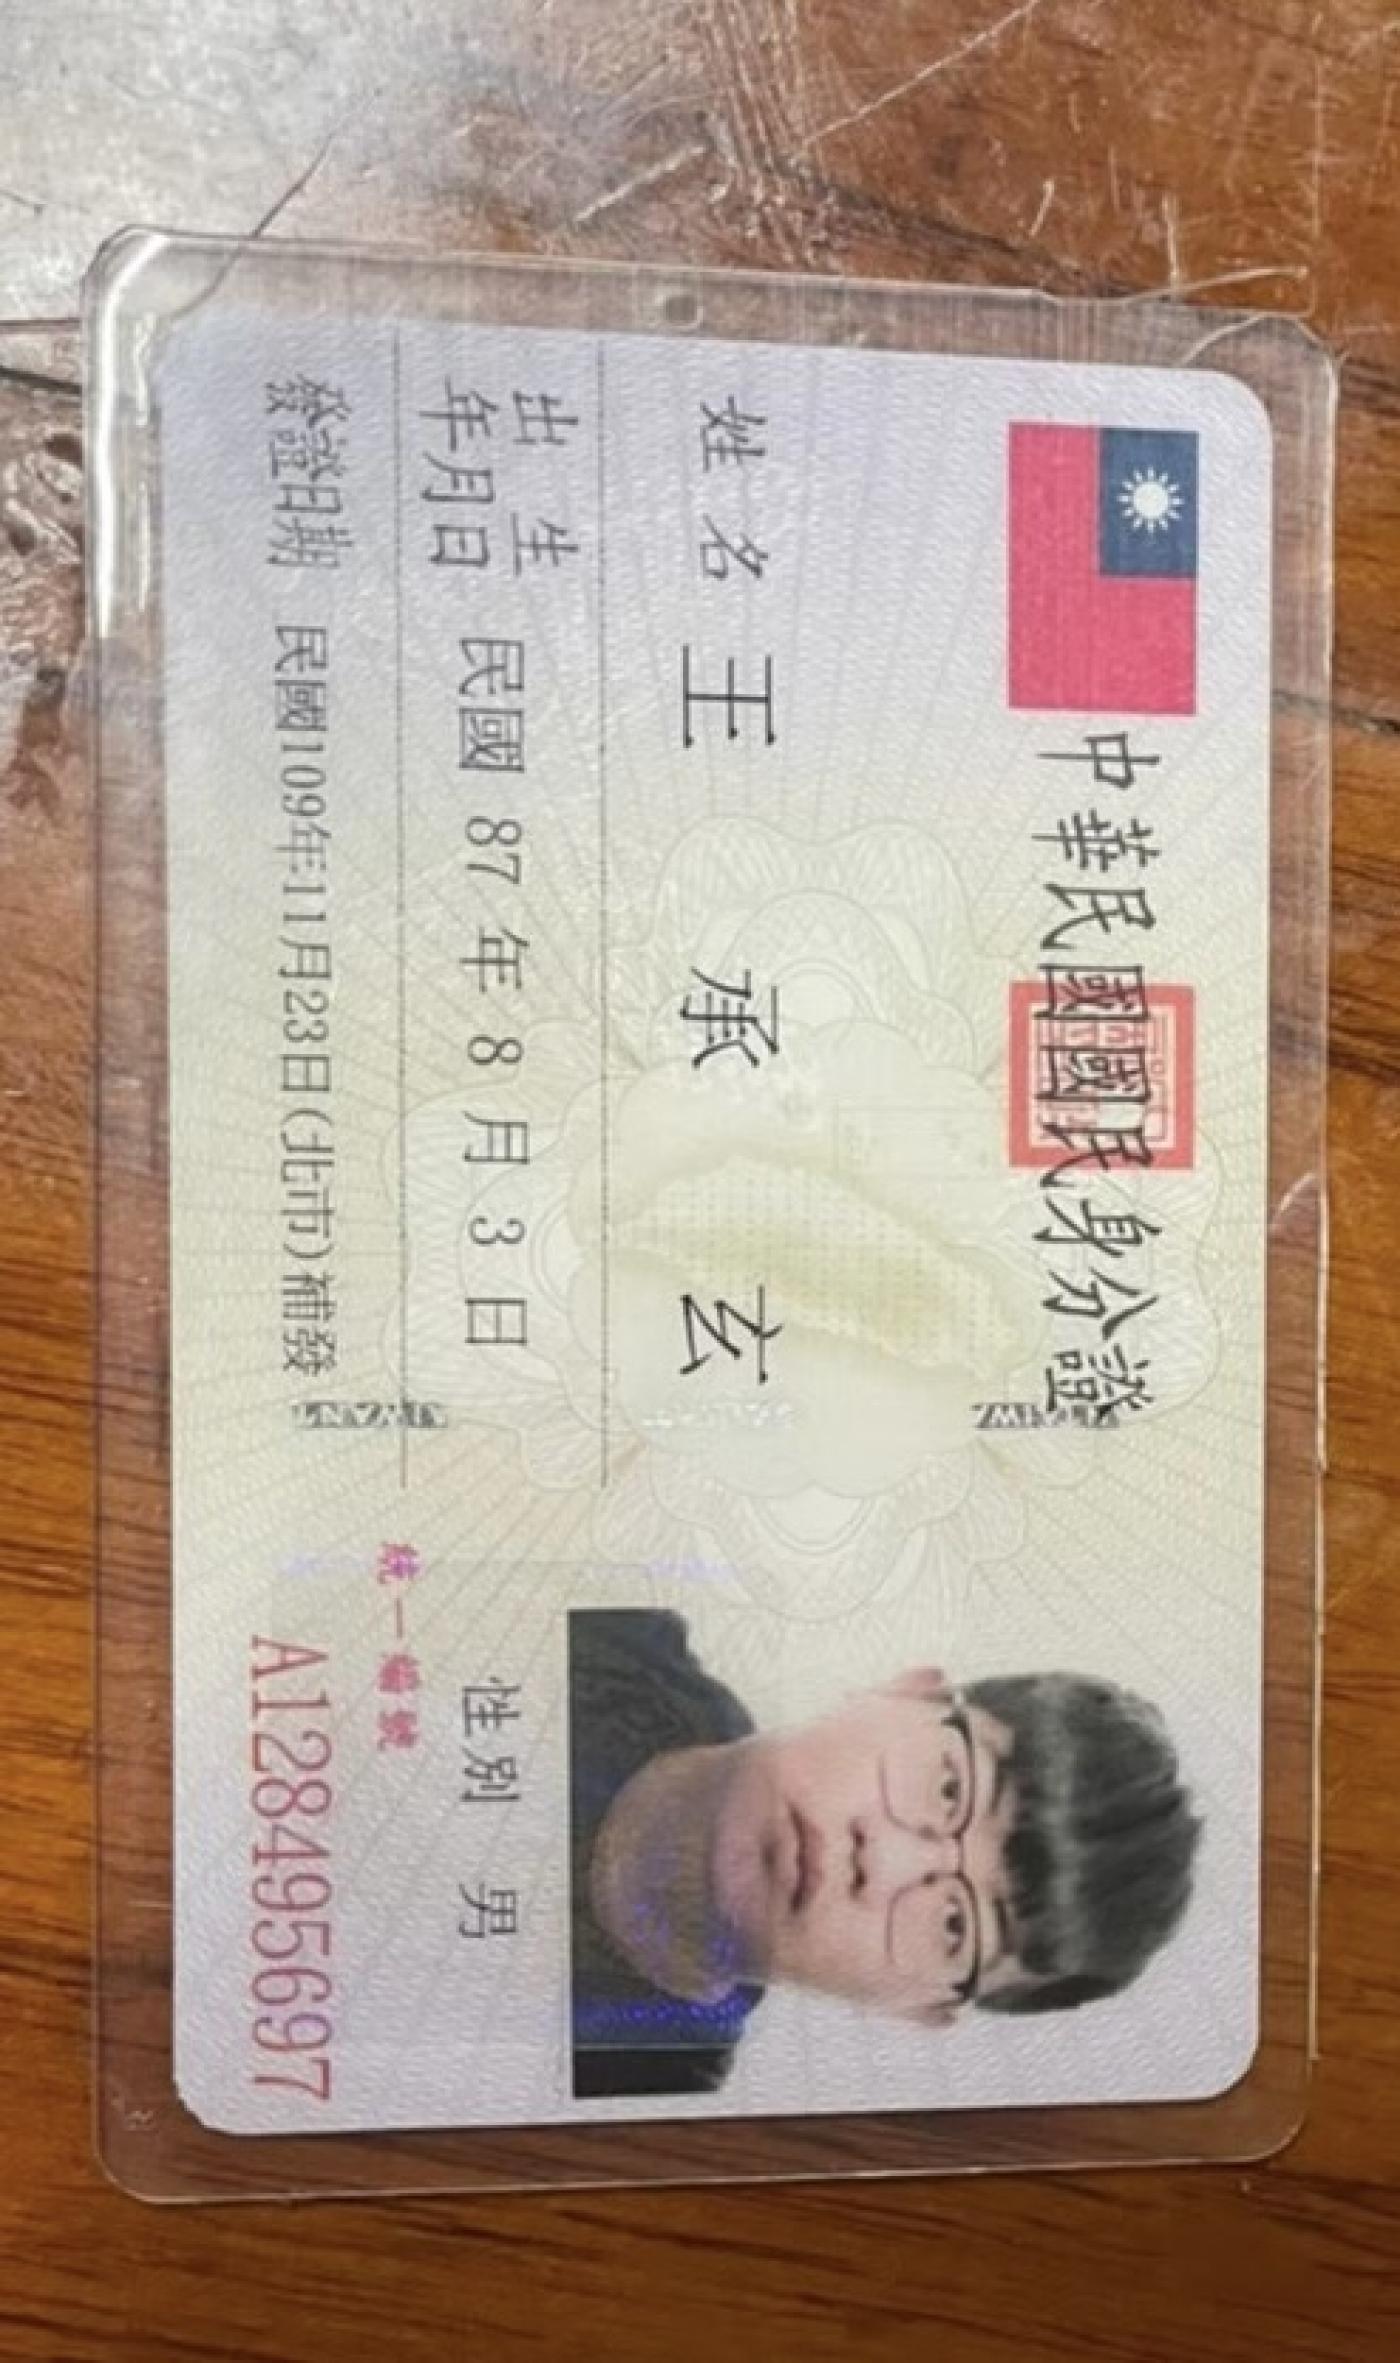 中華民國國民身分證
姓名 王承玄
出生年月日 民國 87 年 8 月 3 日
性別 男
發證日期 民國109年11月23日(北市)補發
統一編號
A128495697